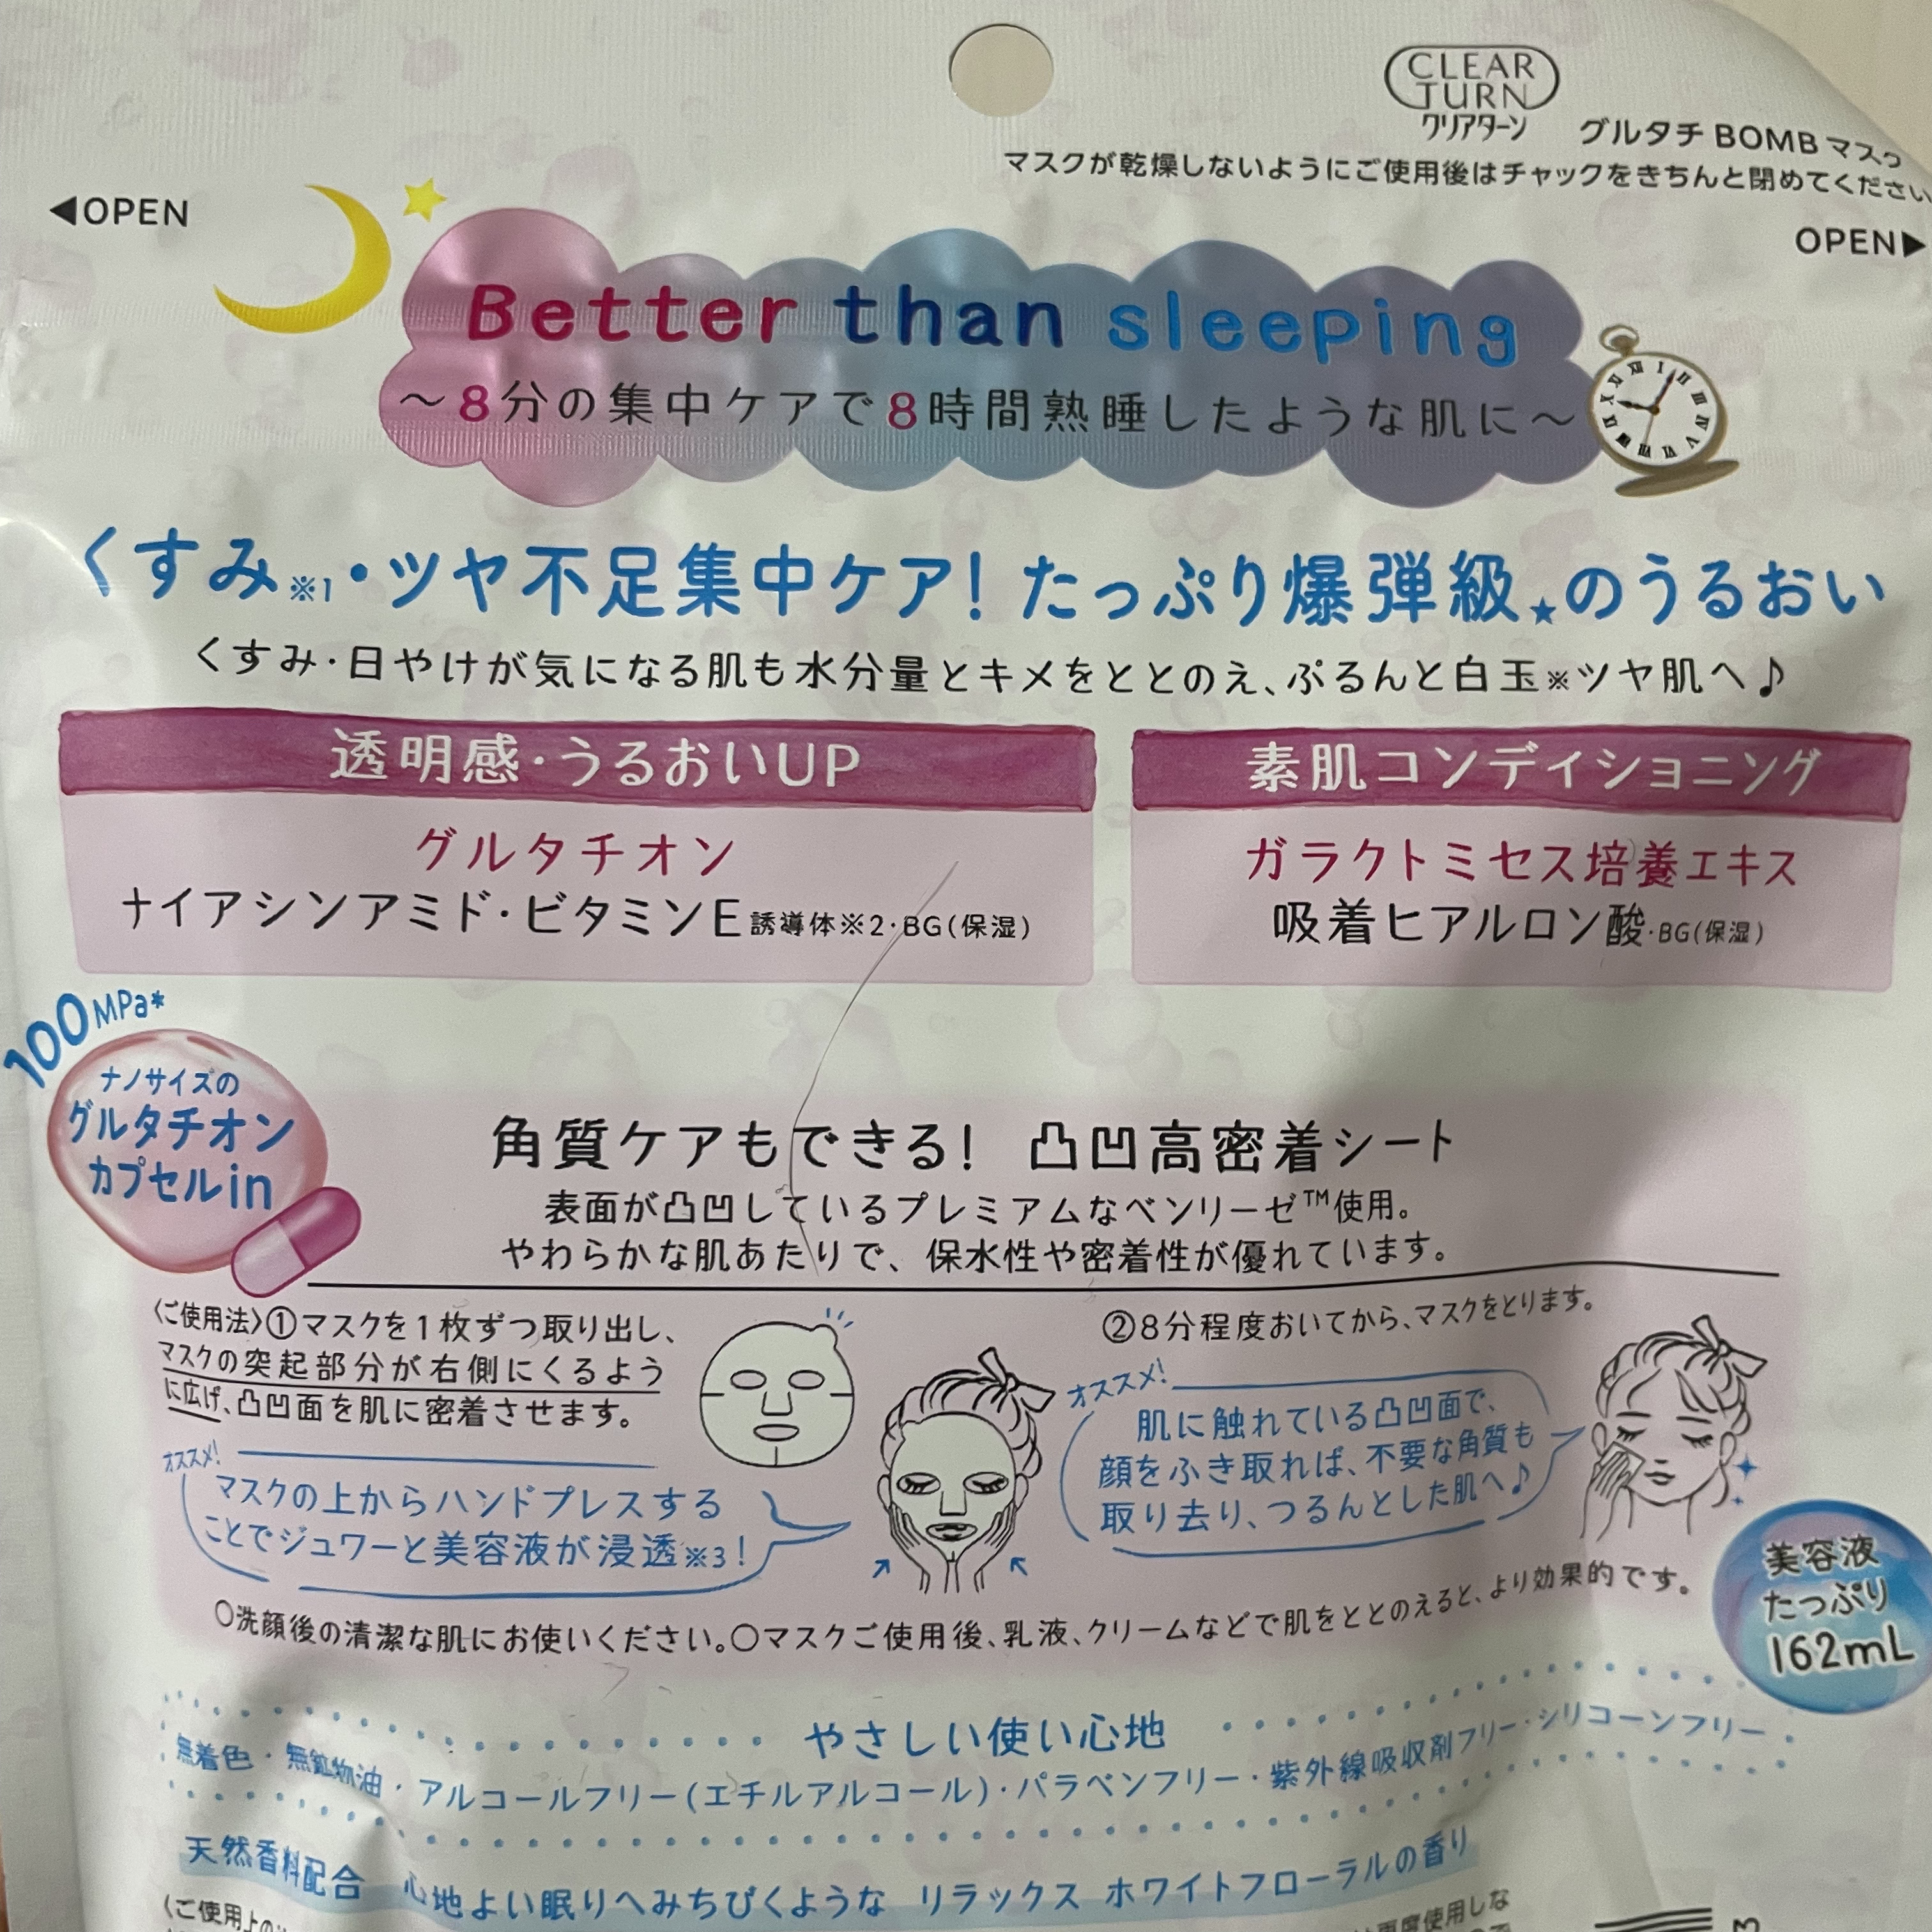 CLEAR
TURN
クリアターン
グルタチ BOMB マスク
マスクが乾燥しないようにご使用後はチャックをきちんと閉めてください
◀OPEN
OPEN▶
Better than sleeping
～8分の集中ケアで8時間熟睡したような肌に～
くすみ※1・ツヤ不足集中ケア! たっぷり爆弾級★のうるおい
くすみ・日やけが気になる肌も水分量とキメをととのえ、ぷるんと白玉※ツヤ肌へ♪
透明感・うるおいUP
グルタチオン
ナイアシンアミド・ビタミンE誘導体※2・BG(保湿)
素肌コンディショニング
ガラクトミセス培養エキス
吸着ヒアルロン酸・BG(保湿)
100MPa*
ナノサイズの
グルタチオン
カプセルin
角質ケアもできる! 凸凹高密着シート
表面が凸凹しているプレミアムなベンリーゼ™使用。
やわらかな肌あたりで、保水性や密着性が優れています。
〈ご使用法〉①マスクを1枚ずつ取り出し、
マスクの突起部分が右側にくるよう
に広げ、凸凹面を肌に密着させます。
オススメ!
マスクの上からハンドプレスする
ことでジュワーと美容液が浸透※3!
②8分程度おいてから、マスクをとります。
オススメ!
肌に触れている凸凹面で、
顔をふき取れば、不要な角質も
取り去り、つるんとした肌へ♪
○洗顔後の清潔な肌にお使いください。○マスクご使用後、乳液、クリームなどで肌をととのえると、より効果的です。
美容液
たっぷり
162mL
やさしい使い心地
無着色・無鉱物油・アルコールフリー(エチルアルコール)・パラベンフリー・紫外線吸収剤フリー・シリコーンフリー
天然香料配合 心地よい眠りへみちびくような リラックス ホワイトフローラルの香り